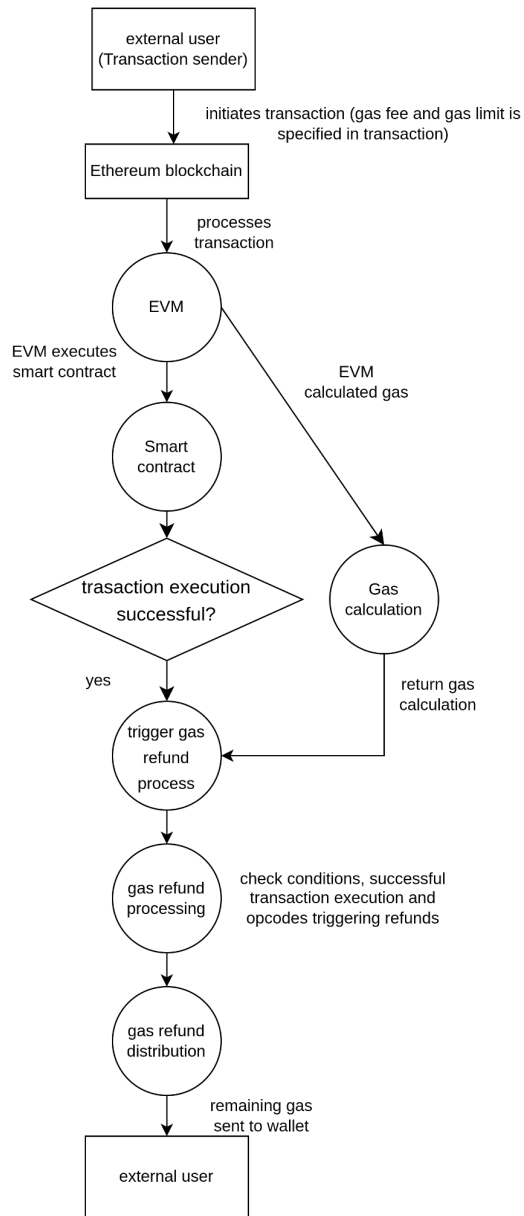 external user
(Transaction sender)
initiates transaction (gas fee and gas limit is
specified in transaction)
Ethereum blockchain
processes
transaction
EVM
EVM executes
smart contract
EVM
calculated gas
Smart
contract
trasaction execution
successful?
Gas
calculation
yes
return gas
calculation
trigger gas
refund
process
gas refund
processing
check conditions, successful
transaction execution and
opcodes triggering refunds
gas refund
distribution
remaining gas
sent to wallet
external user